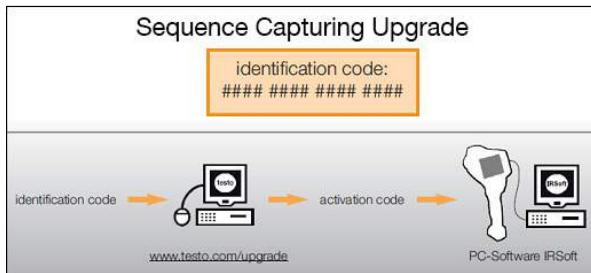 Sequence Capturing Upgrade
identification code:
#### #### #### ####
testo
IRSoft
identification code
activation code
www.testo.com/upgrade
PC-Software IRSoft